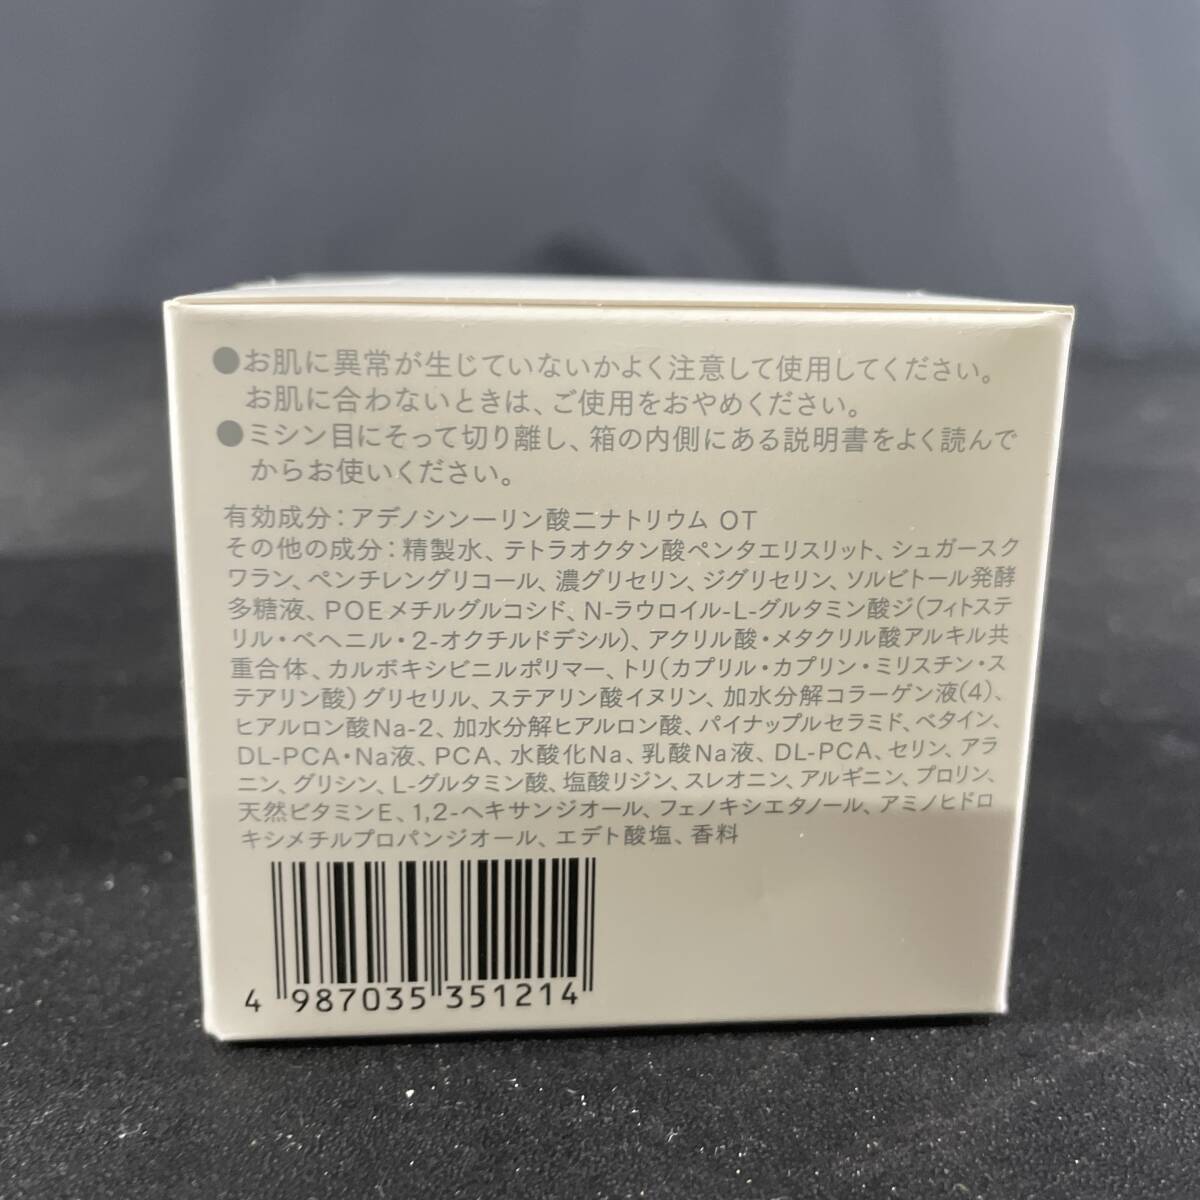 ●お肌に異常が生じていないかよく注意して使用してください。
お肌に合わないときは、ご使用をおやめください。
●ミシン目にそって切り離し、箱の内側にある説明書をよく読んで
からお使いください。
有効成分：アデノシン一リン酸二ナトリウム OT
その他の成分：精製水、テトラオクタン酸ペンタエリスリット、シュガースク
ワラン、ペンチレングリコール、濃グリセリン、ジグリセリン、ソルビトール発酵
多糖液、POEメチルグルコシド、N-ラウロイル-L-グルタミン酸ジ(フィトステ
リル・ベヘニル・2-オクチルドデシル)、アクリル酸・メタクリル酸アルキル共
重合体、カルボキシビニルポリマー、トリ(カプリル・カプリン・ミリスチン・ス
テアリン酸)グリセリル、ステアリン酸イヌリン、加水分解コラーゲン液(4)、
ヒアルロン酸Na-2、加水分解ヒアルロン酸、パイナップルセラミド、ベタイン、
DL-PCA・Na液、PCA、水酸化Na、乳酸Na液、DL-PCA、セリン、アラ
ニン、グリシン、L-グルタミン酸、塩酸リジン、スレオニン、アルギニン、プロリン、
天然ビタミンE、1,2-ヘキサンジオール、フェノキシエタノール、アミノヒドロ
キシメチルプロパンジオール、エデト酸塩、香料
4 987035 351214